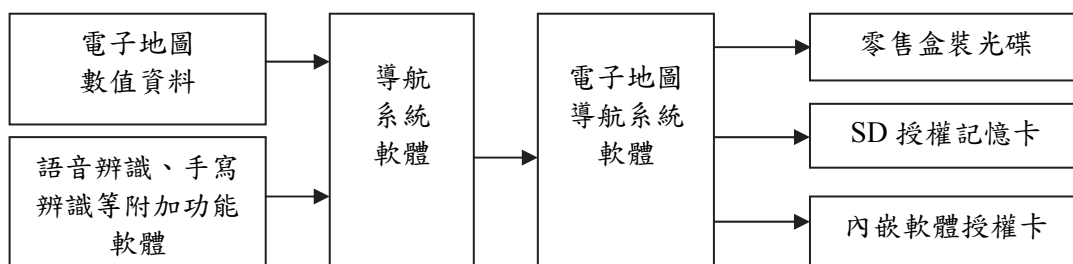 電子地圖
數值資料
語音辨識、手寫
辨識等附加功能
軟體
導航
系統
軟體
電子地圖
導航系統
軟體
零售盒裝光碟
SD 授權記憶卡
內嵌軟體授權卡